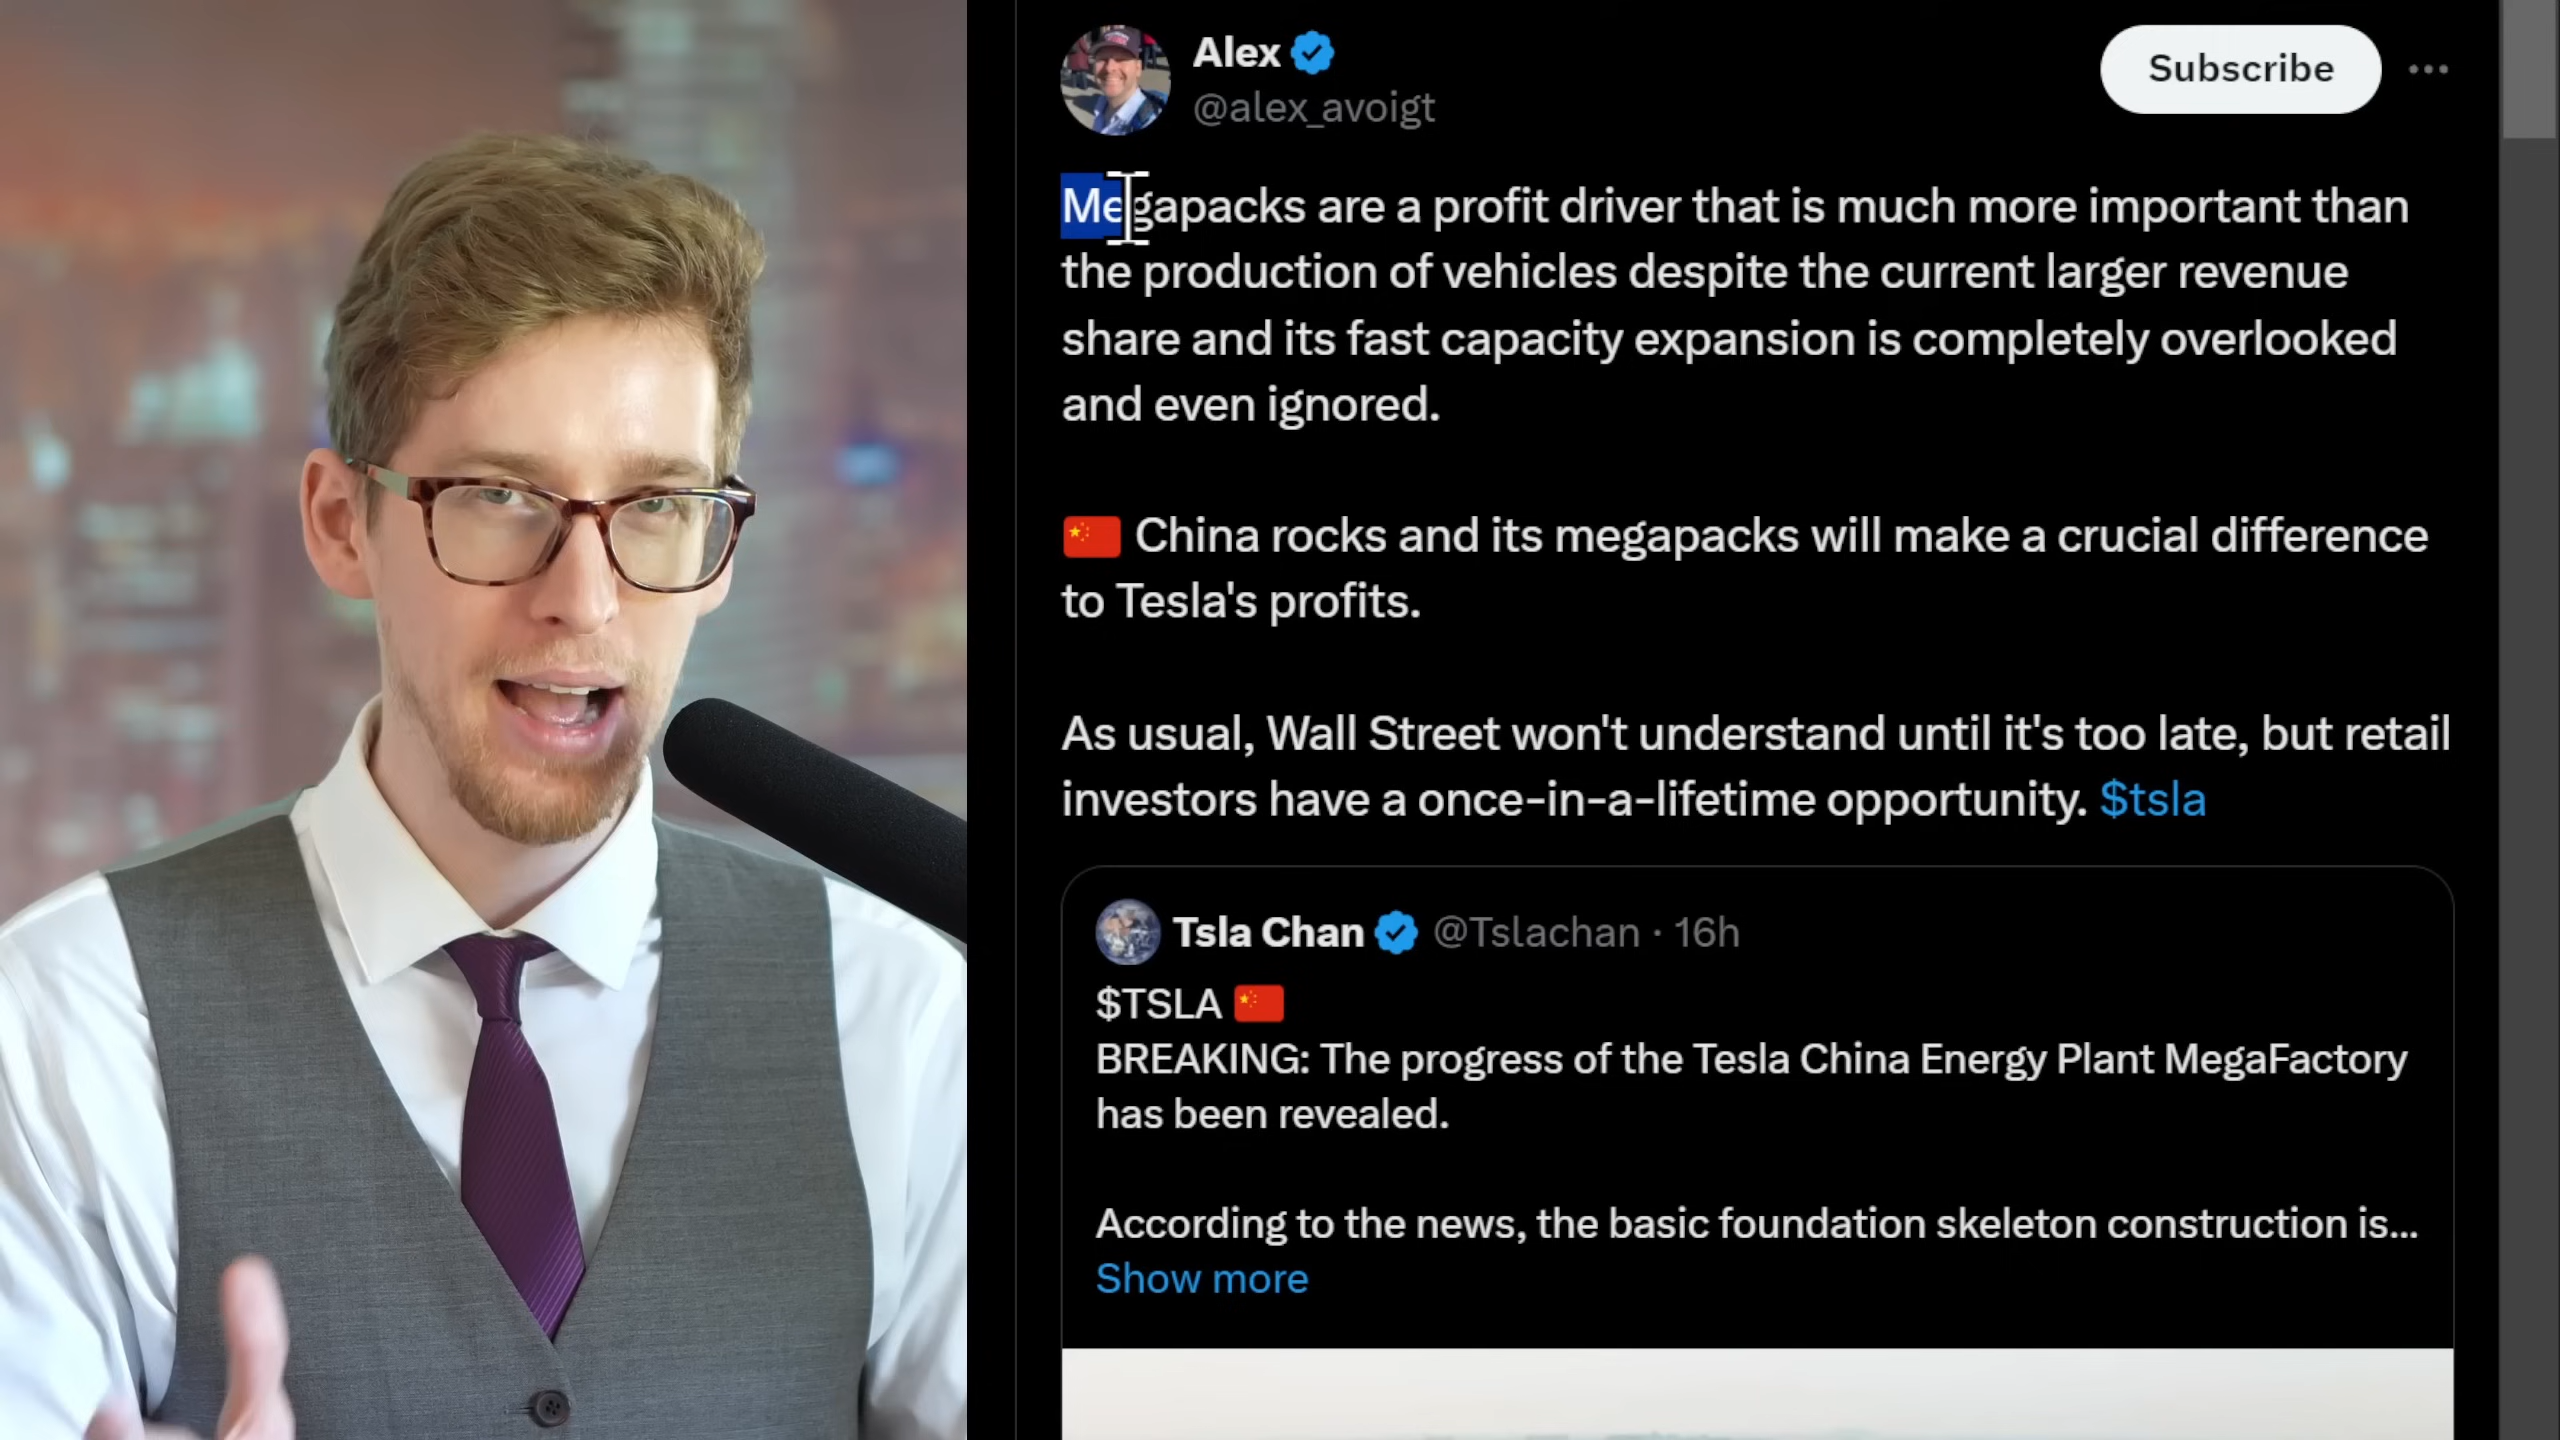 Alex
@alex_avoigt
Subscribe
Megapacks are a profit driver that is much more important than
the production of vehicles despite the current larger revenue
share and its fast capacity expansion is completely overlooked
and even ignored.
🇨🇳 China rocks and its megapacks will make a crucial difference
to Tesla's profits.
As usual, Wall Street won't understand until it's too late, but retail
investors have a once-in-a-lifetime opportunity. $tsla
Tsla Chan @Tslachan · 16h
$TSLA 🇨🇳
BREAKING: The progress of the Tesla China Energy Plant MegaFactory
has been revealed.
According to the news, the basic foundation skeleton construction is...
Show more